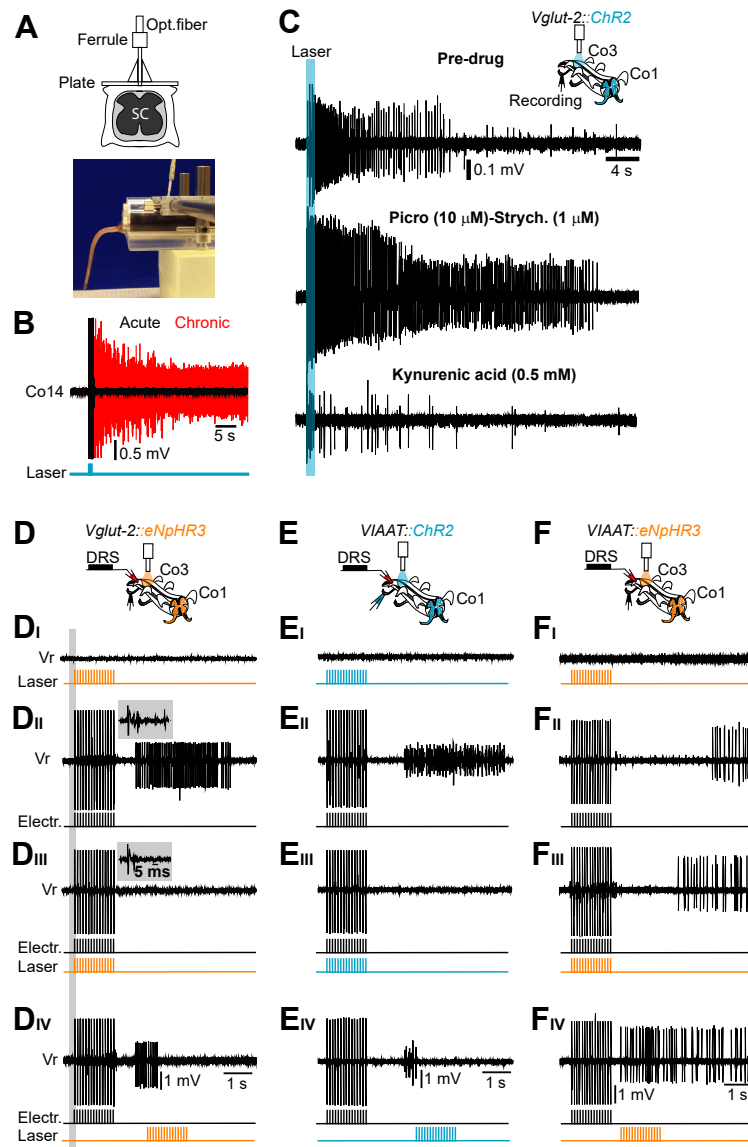 A
Opt.fiber
Ferrule
Plate
SC
B
Acute Chronic
Co14
5 s
0.5 mV
Laser
C
Vglut-2::ChR2
Laser
Co3
Pre-drug
Co1
Recording
0.1 mV
4 s
Picro (10 μM)-Strych. (1 μM)
Kynurenic acid (0.5 mM)
D
Vglut-2::eNpHR3
DRS
Co3
Co1
DI
Vr
Laser
DII
Vr
Electr.
DIII
5 ms
Vr
Electr.
Laser
DIV
Vr
1 mV
1 s
Electr.
Laser
E
VIAAT::ChR2
DRS
Co3
Co1
EI
EII
EIII
EIV
1 mV
1 s
F
VIAAT::eNpHR3
DRS
Co3
Co1
FI
FII
FIII
FIV
1 mV
1 s